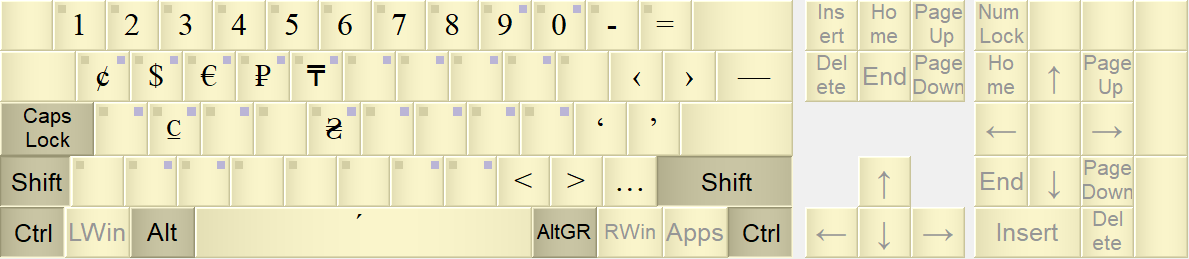 1 2 3 4 5 6 7 8 9 0 - = Insert Home Page Up Num Lock
¢ $ € ₽ ₸ ‹ › — Delete End Page Down Home ↑ Page Up
Caps Lock с̲ ₴ ‘ ’ ← →
Shift < > … Shift ↑ End ↓ Page Down
Ctrl LWin Alt ´ AltGR RWin Apps Ctrl ← ↓ → Insert Delete